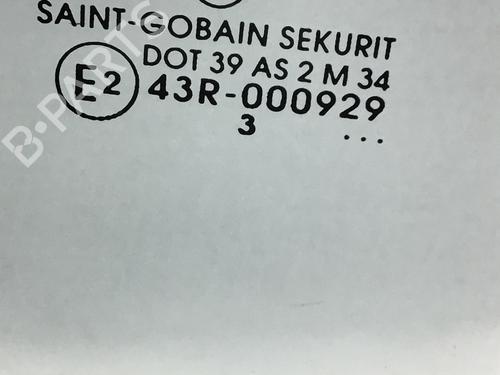 SAINT-GOBAIN SEKURIT
DOT 39 AS 2 M 34
E2 43R-000929
3 ...
B-PARTS